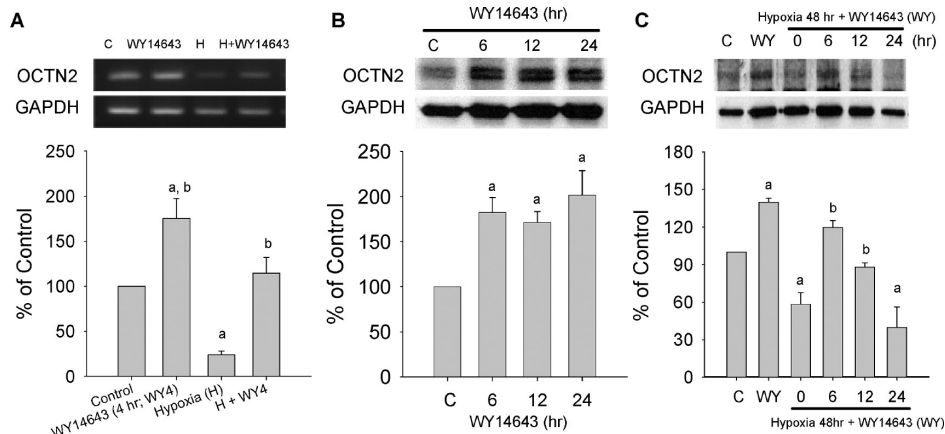 A
C WY14643 H H+WY14643
OCTN2
GAPDH
% of Control
250
200
150
100
50
0
a, b
a
b
Control
WY14643 (4 hr; WY4)
Hypoxia (H)
H + WY4
B
WY14643 (hr)
C 6 12 24
OCTN2
GAPDH
% of Control
250
200
150
100
50
0
a
a
a
C 6 12 24
WY14643 (hr)
C
Hypoxia 48 hr + WY14643 (WY)
C WY 0 6 12 24 (hr)
OCTN2
GAPDH
% of Control
180
150
120
90
60
30
0
a
a
b
b
a
C WY 0 6 12 24
Hypoxia 48hr + WY14643 (WY)